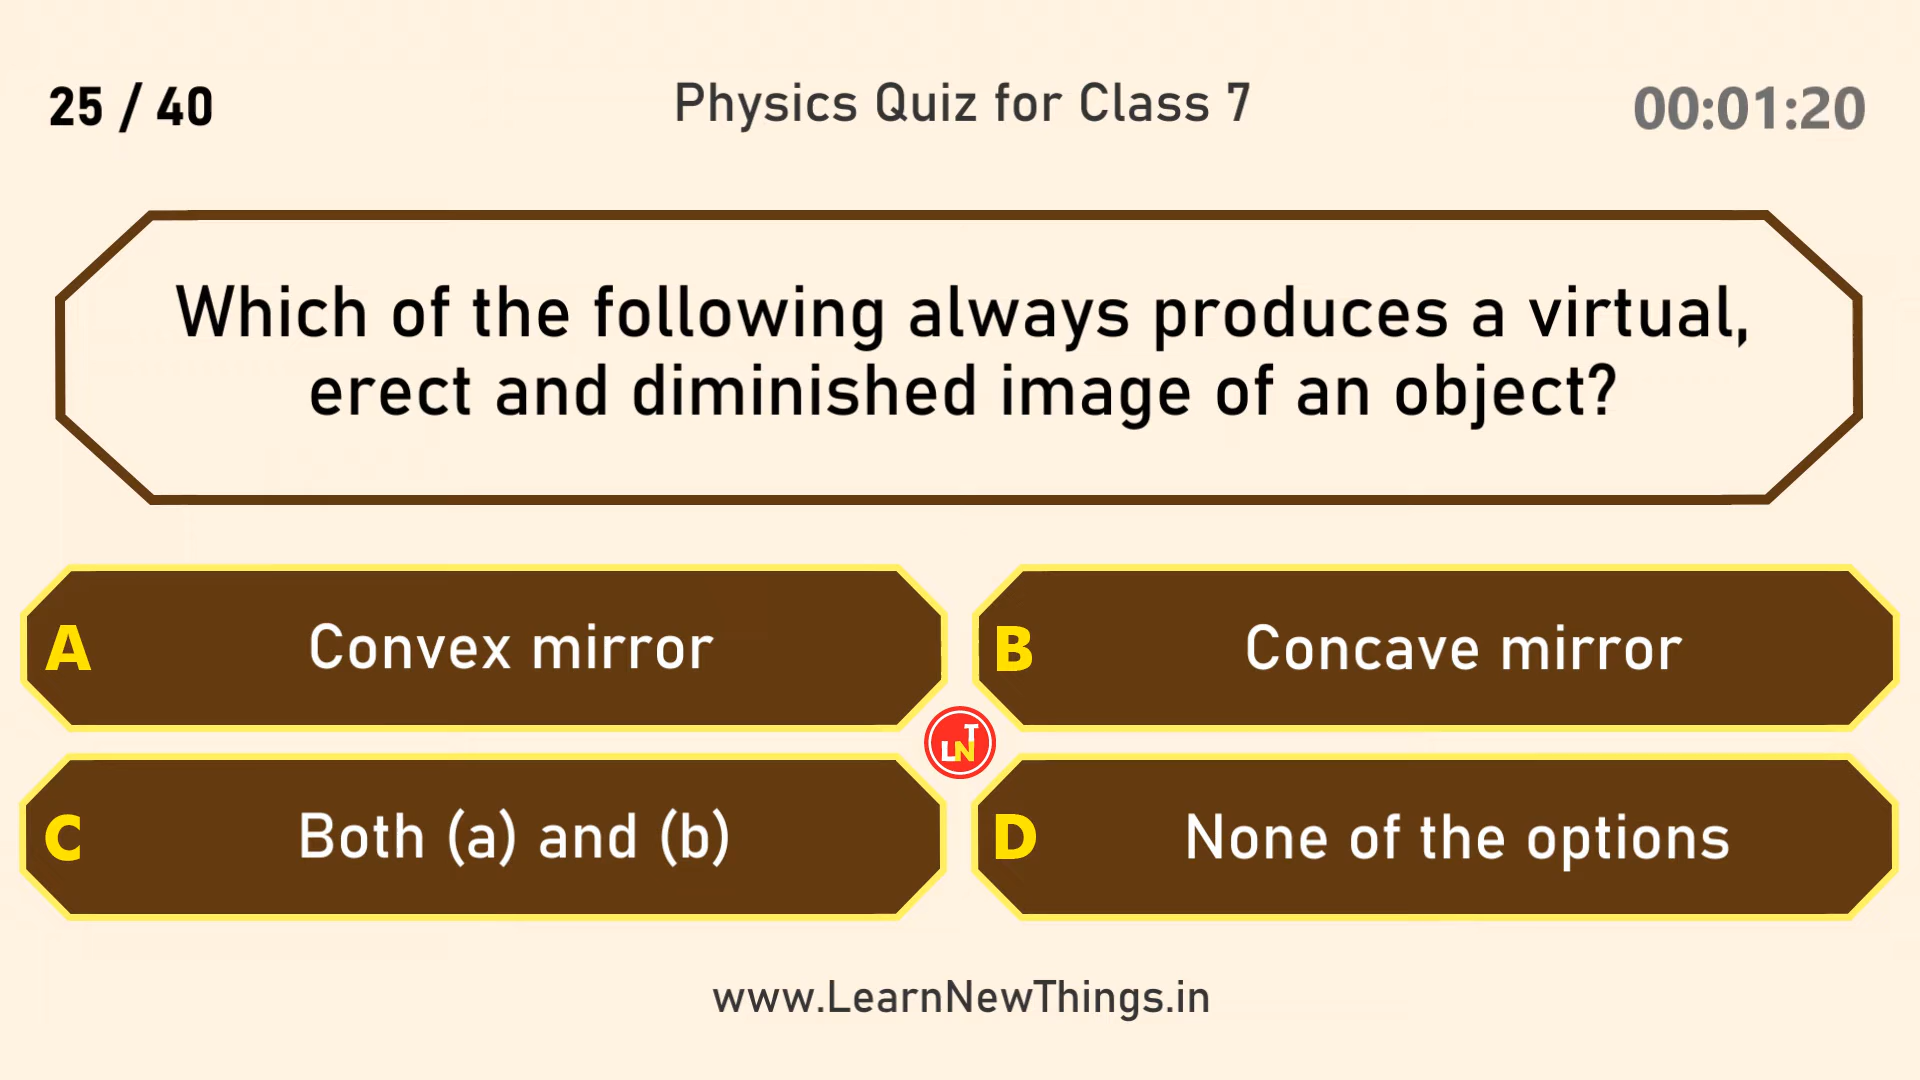 25 / 40
Physics Quiz for Class 7
00:01:20
Which of the following always produces a virtual,
erect and diminished image of an object?
A Convex mirror
B Concave mirror
LNT
C Both (a) and (b)
D None of the options
www.LearnNewThings.in